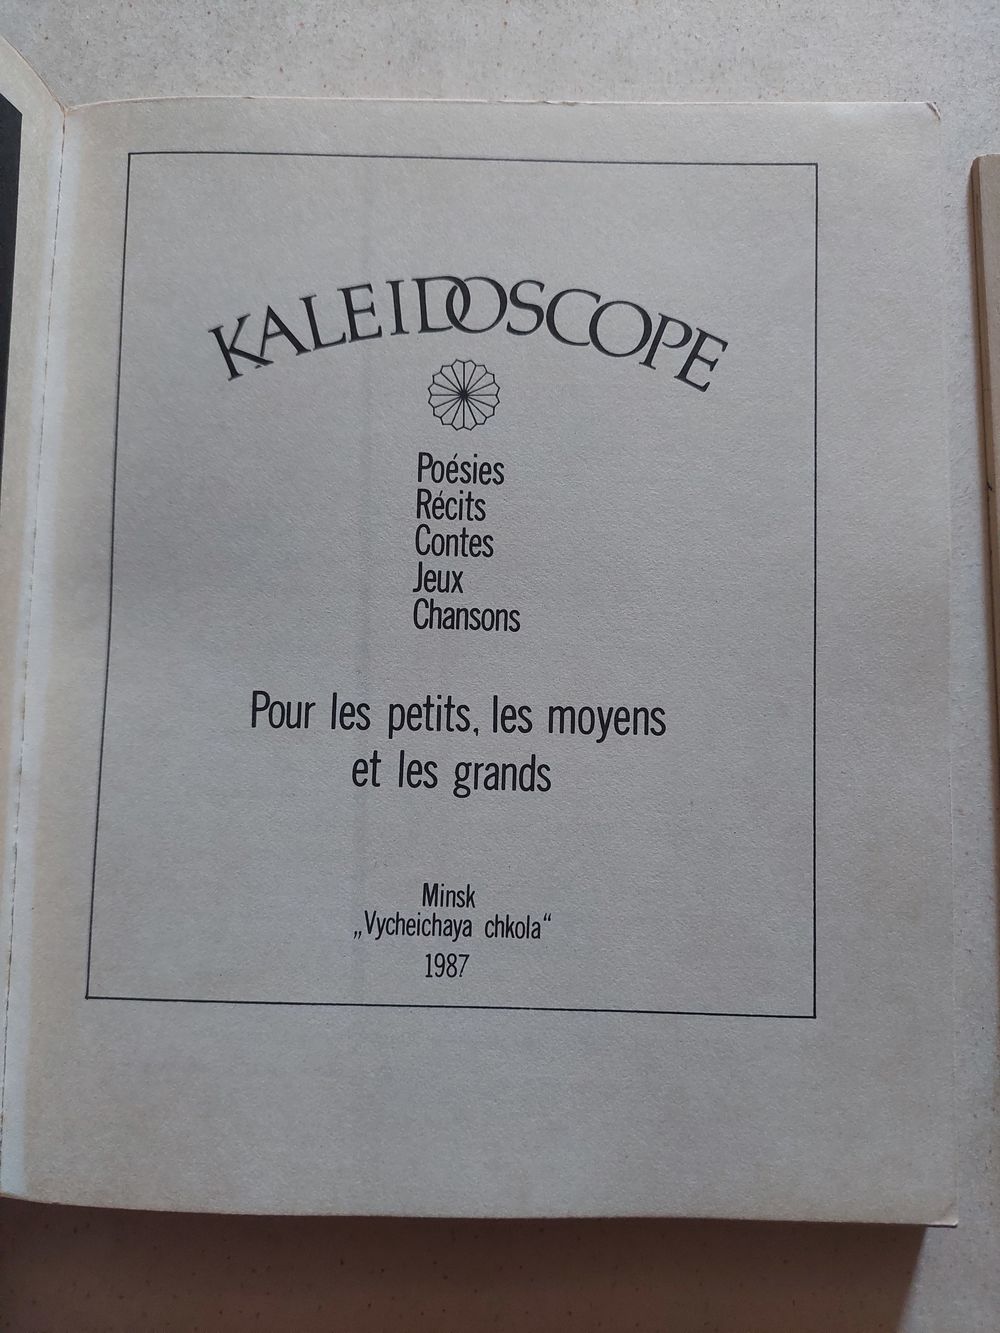 KALEIDOSCOPE
Poésies
Récits
Contes
Jeux
Chansons
Pour les petits, les moyens
et les grands
Minsk
„Vycheichaya chkola“
1987